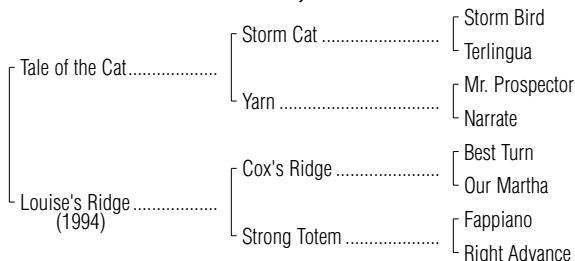 Storm Bird
Storm Cat ..............................
Terlingua
Tale of the Cat...................
Mr. Prospector
Yarn .........................................
Narrate
Best Turn
Cox's Ridge ..........................
Our Martha
Louise's Ridge ..................
(1994)
Fappiano
Strong Totem ........................
Right Advance